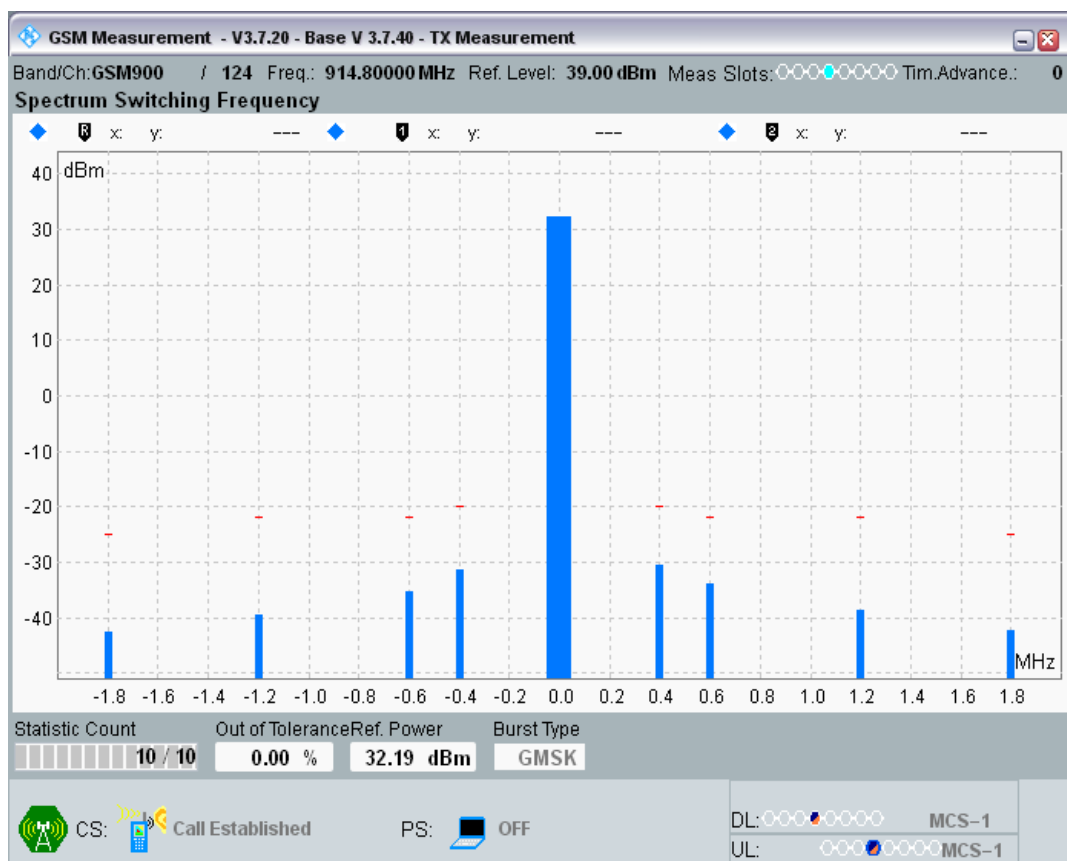 GSM Measurement - V3.7.20 - Base V 3.7.40 - TX Measurement
Band/Ch:GSM900 / 124 Freq.: 914.80000 MHz Ref. Level: 39.00 dBm Meas Slots: Tim.Advance.: 0
Spectrum Switching Frequency
R x: y: --- 1 x: y: --- 2 x: y: ---
dBm
40
30
20
10
0
-10
-20
-30
-40
MHz
-1.8 -1.6 -1.4 -1.2 -1.0 -0.8 -0.6 -0.4 -0.2 0.0 0.2 0.4 0.6 0.8 1.0 1.2 1.4 1.6 1.8
Statistic Count Out of Tolerance Ref. Power Burst Type
10 / 10 0.00 % 32.19 dBm GMSK
CS: Call Established PS: OFF
DL: MCS-1
UL: MCS-1